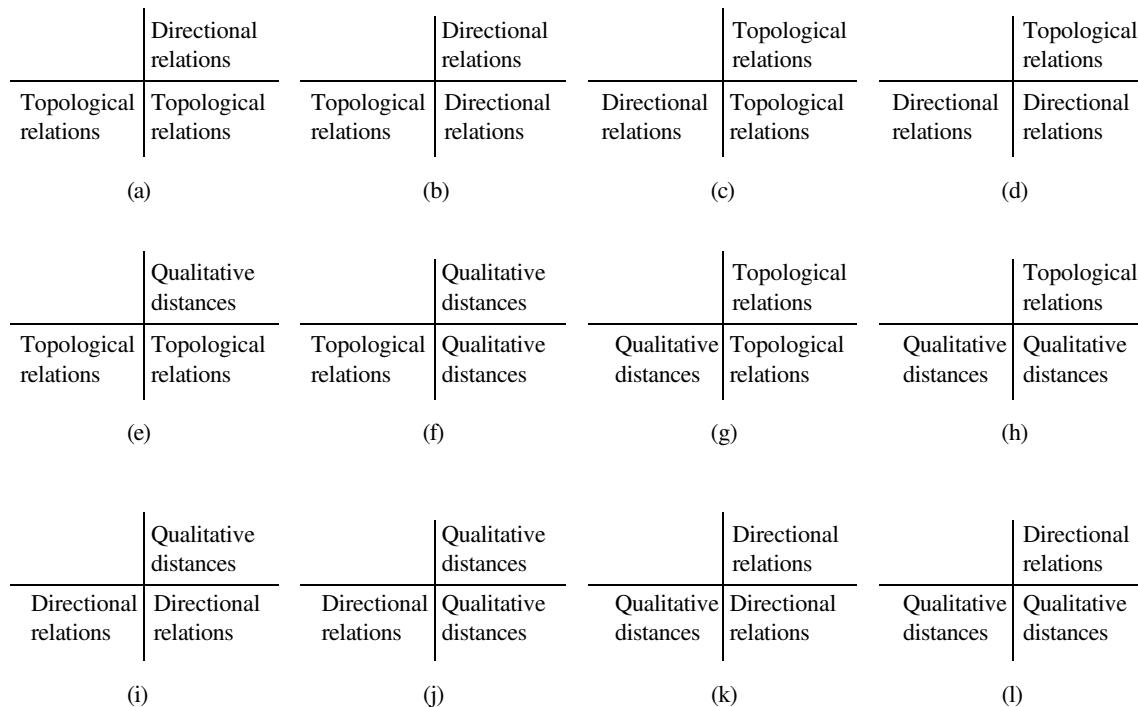 Directional
relations
Topological
relations
Topological
relations
(a)
Directional
relations
Topological
relations
Directional
relations
(b)
Topological
relations
Directional
relations
Topological
relations
(c)
Topological
relations
Directional
relations
Directional
relations
(d)
Qualitative
distances
Topological
relations
Topological
relations
(e)
Qualitative
distances
Topological
relations
Qualitative
distances
(f)
Topological
relations
Qualitative
distances
Topological
relations
(g)
Topological
relations
Qualitative
distances
Qualitative
distances
(h)
Qualitative
distances
Directional
relations
Directional
relations
(i)
Qualitative
distances
Directional
relations
Qualitative
distances
(j)
Directional
relations
Qualitative
distances
Directional
relations
(k)
Directional
relations
Qualitative
distances
Qualitative
distances
(l)